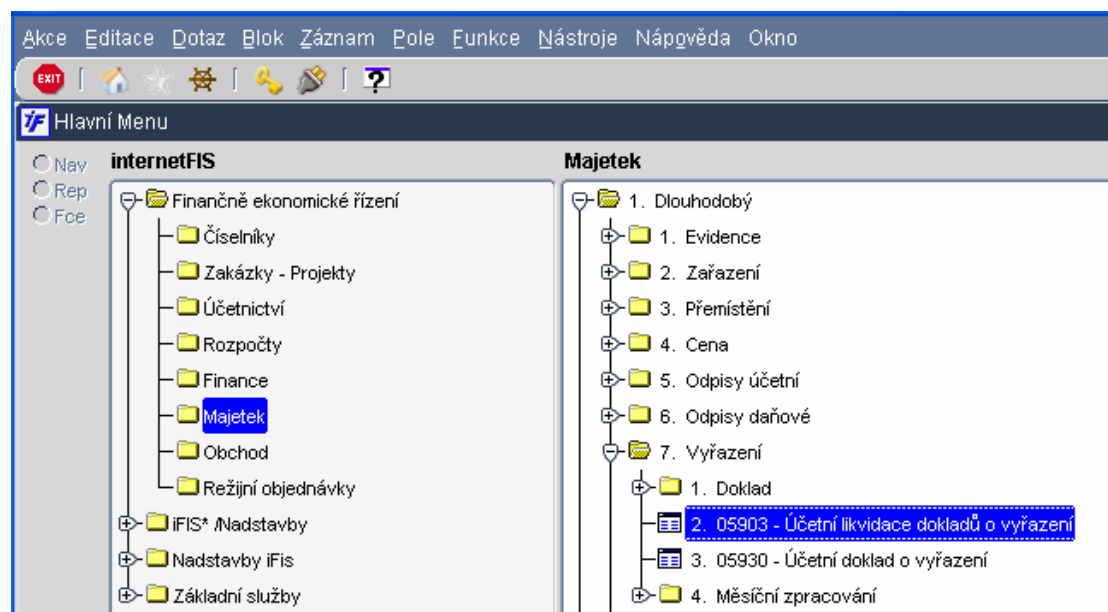 Akce Editace Dotaz Blok Záznam Pole Funkce Nástroje Nápověda Okno
EXIT ?
iF Hlavní Menu
Nav
Rep
Fce
internetFIS
Finančně ekonomické řízení
Číselníky
Zakázky - Projekty
Účetnictví
Rozpočty
Finance
Majetek
Obchod
Režijní objednávky
iFIS* /Nadstavby
Nadstavby iFis
Základní služby
Majetek
1. Dlouhodobý
1. Evidence
2. Zařazení
3. Přemístění
4. Cena
5. Odpisy účetní
6. Odpisy daňové
7. Vyřazení
1. Doklad
2. 05903 - Účetní likvidace dokladů o vyřazení
3. 05930 - Účetní doklad o vyřazení
4. Měsíční zpracování